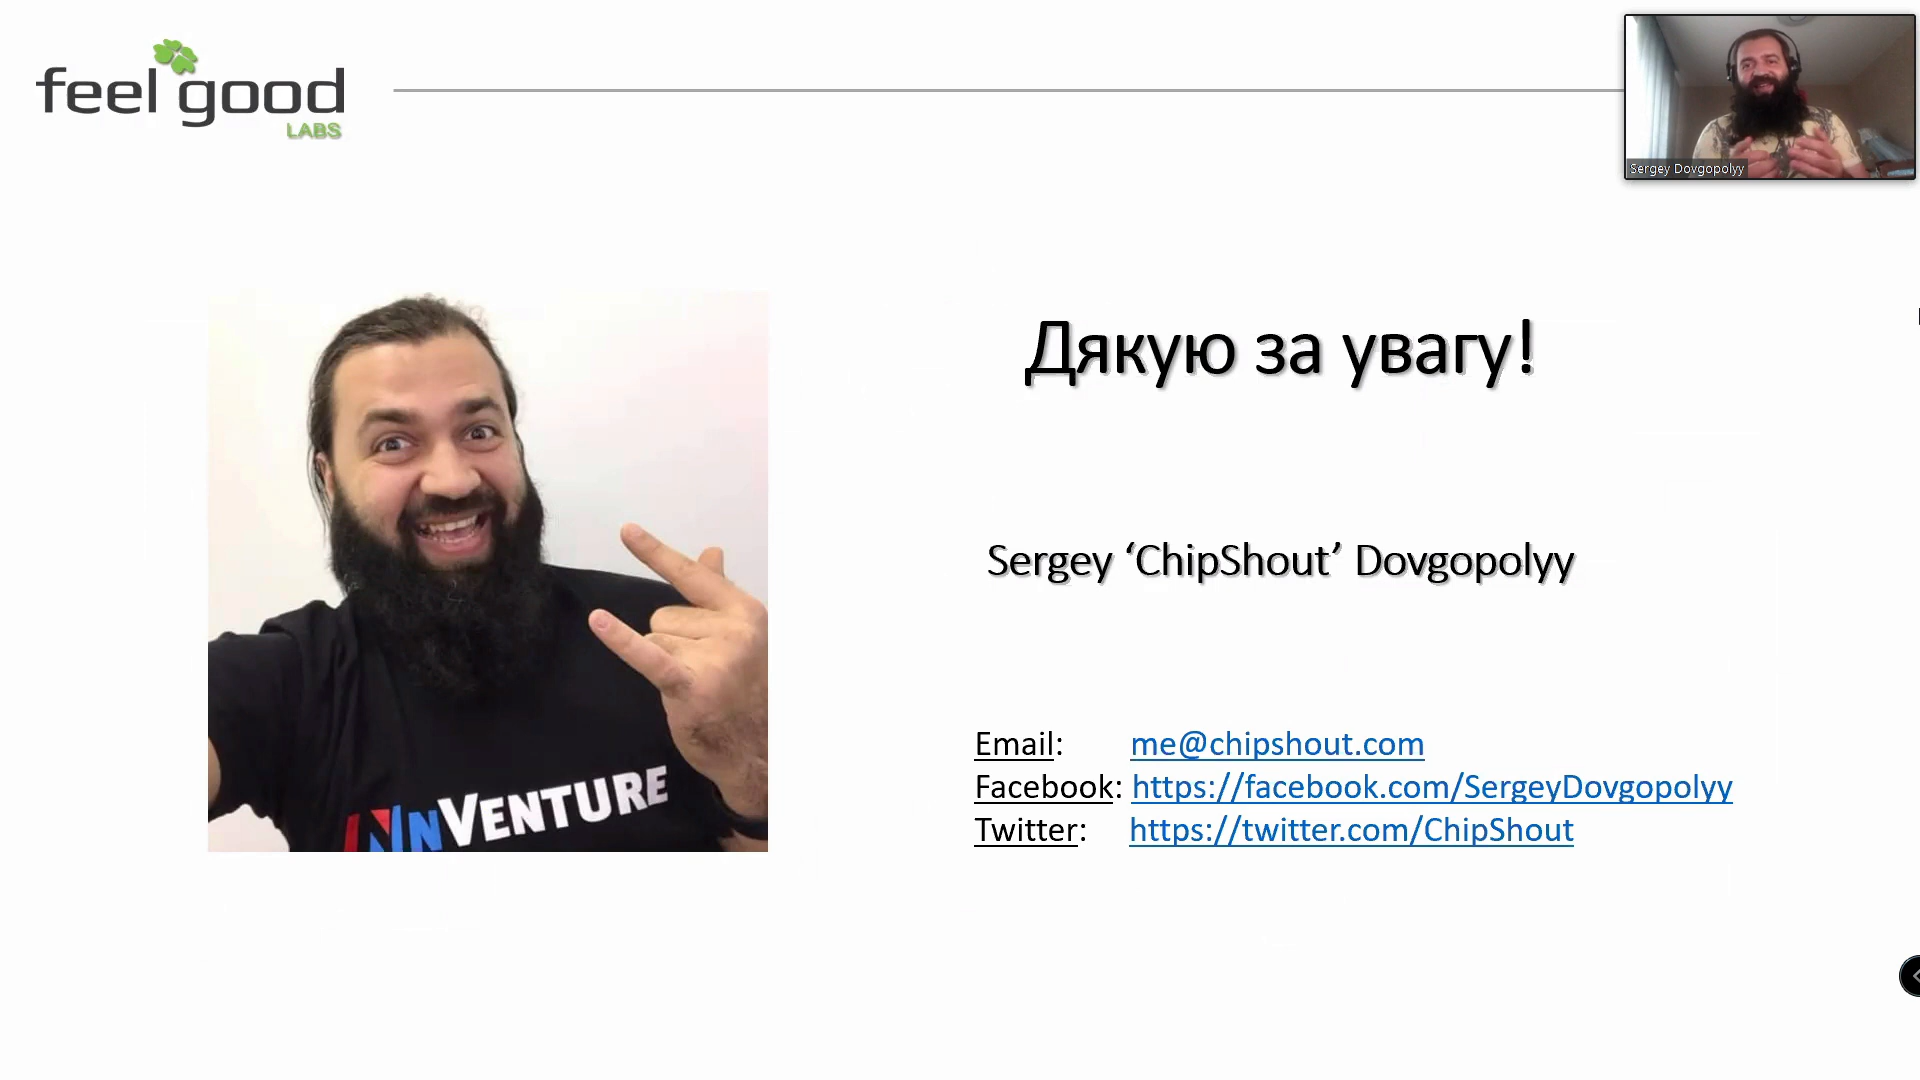 feel good
LABS
Sergey Dovgopolyy
Дякую за увагу!
Sergey ‘ChipShout’ Dovgopolyy
INNVENTURE
Email: me@chipshout.com
Facebook: https://facebook.com/SergeyDovgopolyy
Twitter: https://twitter.com/ChipShout